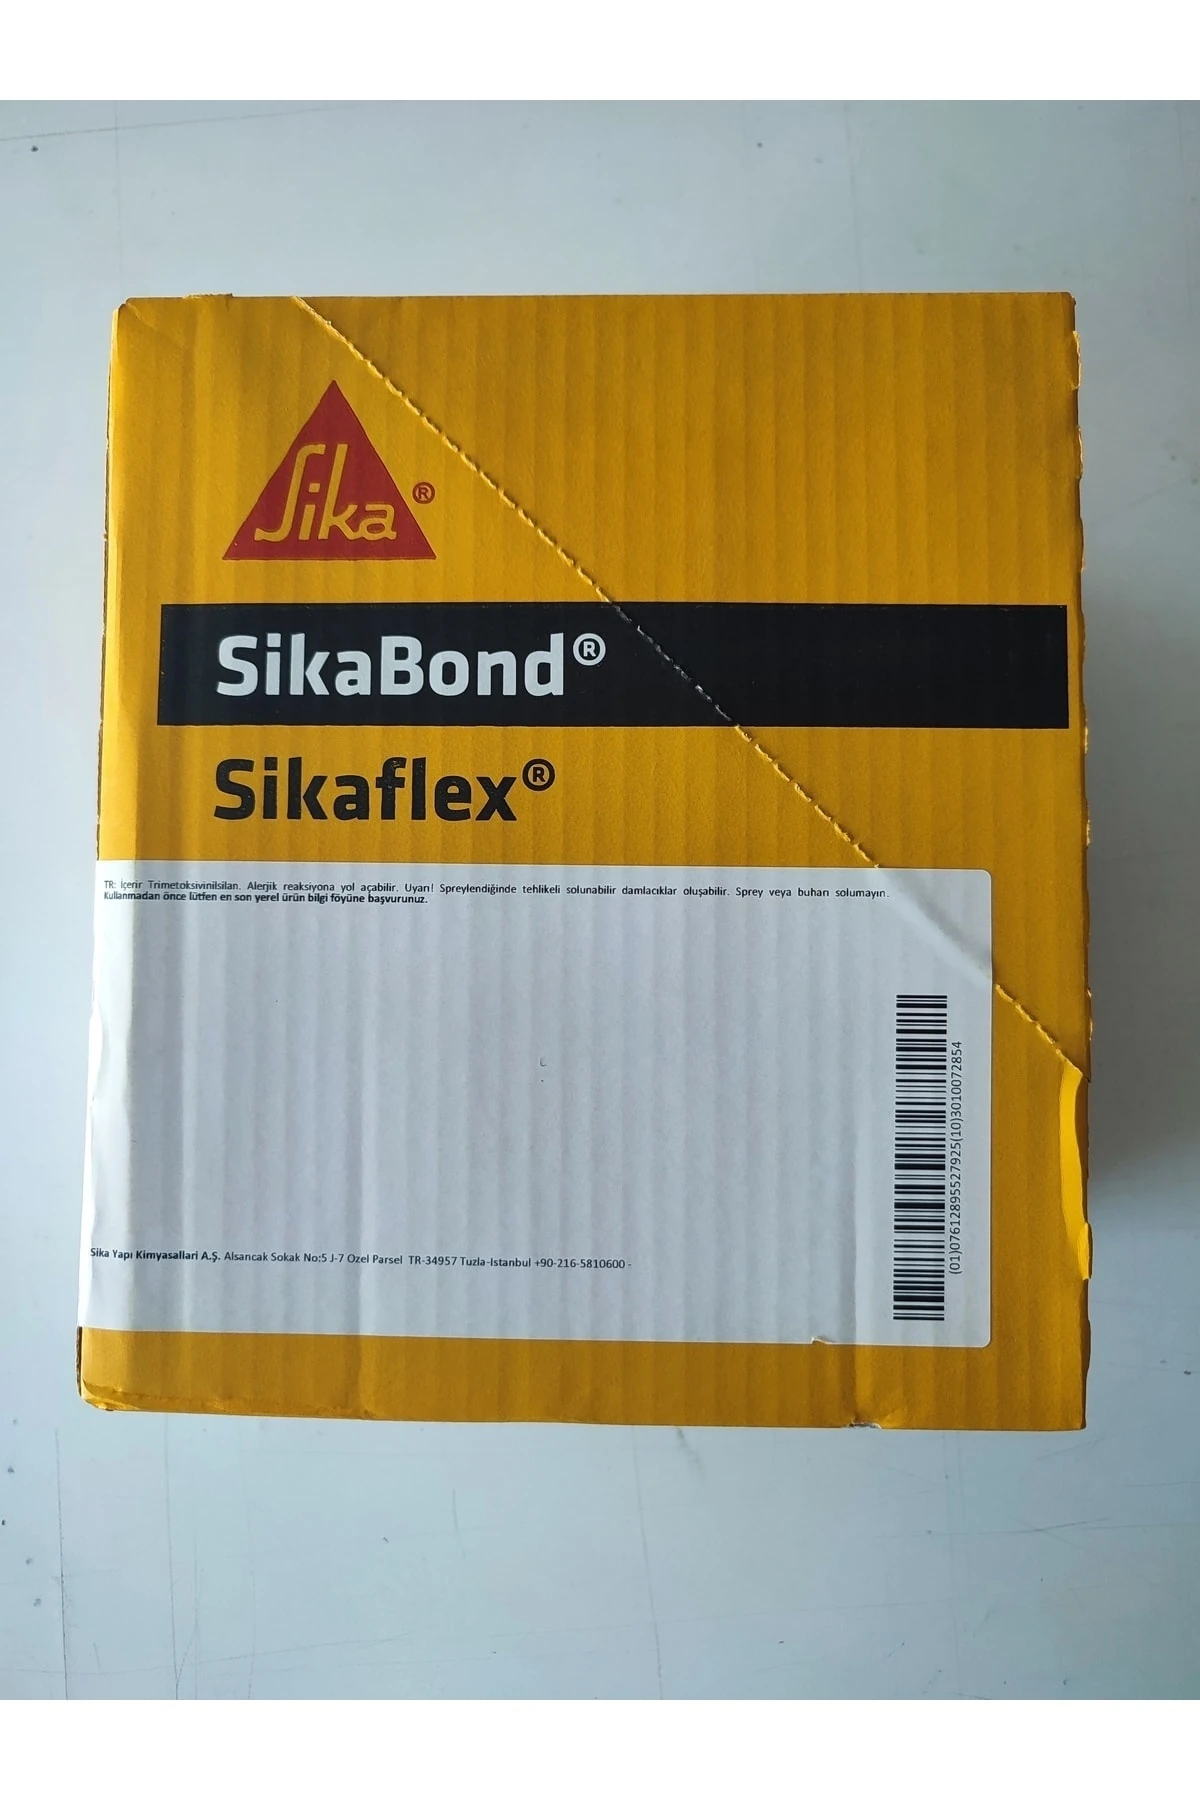 Sika®
SikaBond®
Sikaflex®
TR: İçerir Trimetoksivinilsilan. Alerjik reaksiyona yol açabilir. Uyarı! Spreylendiğinde tehlikeli solunabilir damlacıklar oluşabilir. Sprey veya buharı solumayın.
Kullanmadan önce lütfen en son yerel ürün bilgi föyüne başvurunuz.
(01)07612895527925(10)3010072854
Sika Yapı Kimyasallari A.Ş. Alsancak Sokak No:5 J-7 Ozel Parsel TR-34957 Tuzla-Istanbul +90-216-5810600 -